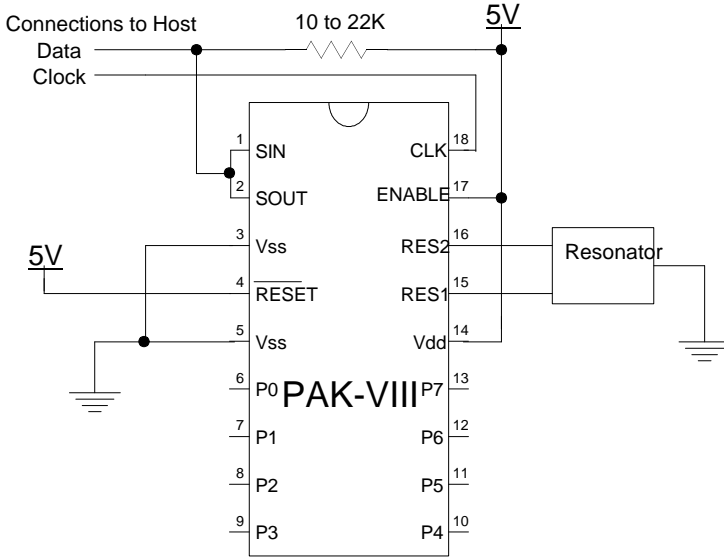 Connections to Host
10 to 22K
5V
Data
Clock
1 SIN CLK 18
2 SOUT ENABLE 17
3 Vss RES2 16 Resonator
5V
4 RESET RES1 15
5 Vss Vdd 14
6 P0 PAK-VIII P7 13
7 P1 P6 12
8 P2 P5 11
9 P3 P4 10